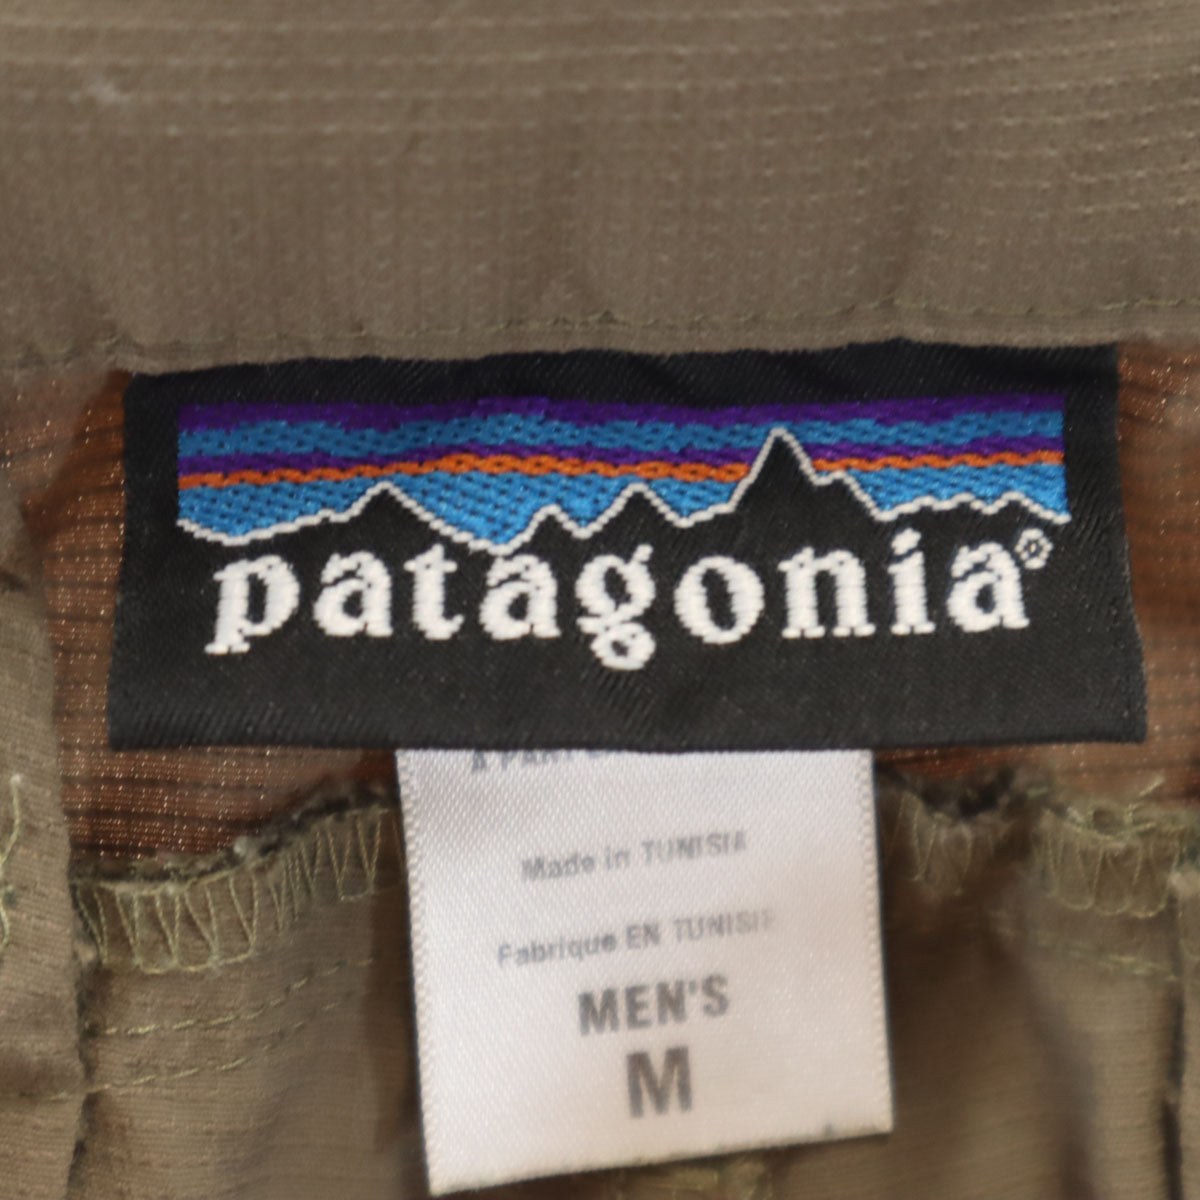 patagonia®
Made in TUNISIA
Fabrique EN TUNISIE
MEN'S
M